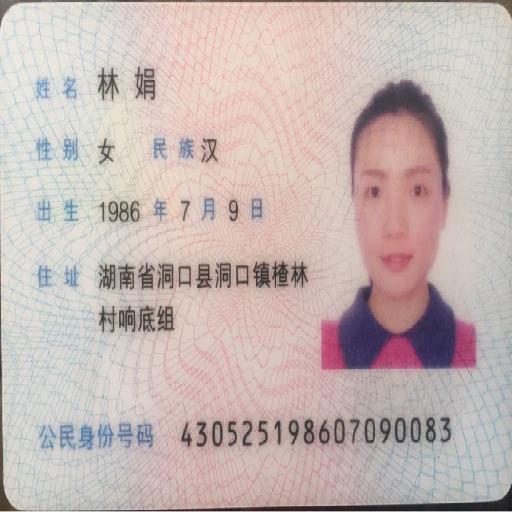 姓名 林娟
性别 女 民族 汉
出生 1986 年 7 月 9 日
住址 湖南省洞口县洞口镇楂林
村响底组
公民身份号码 430525198607090083